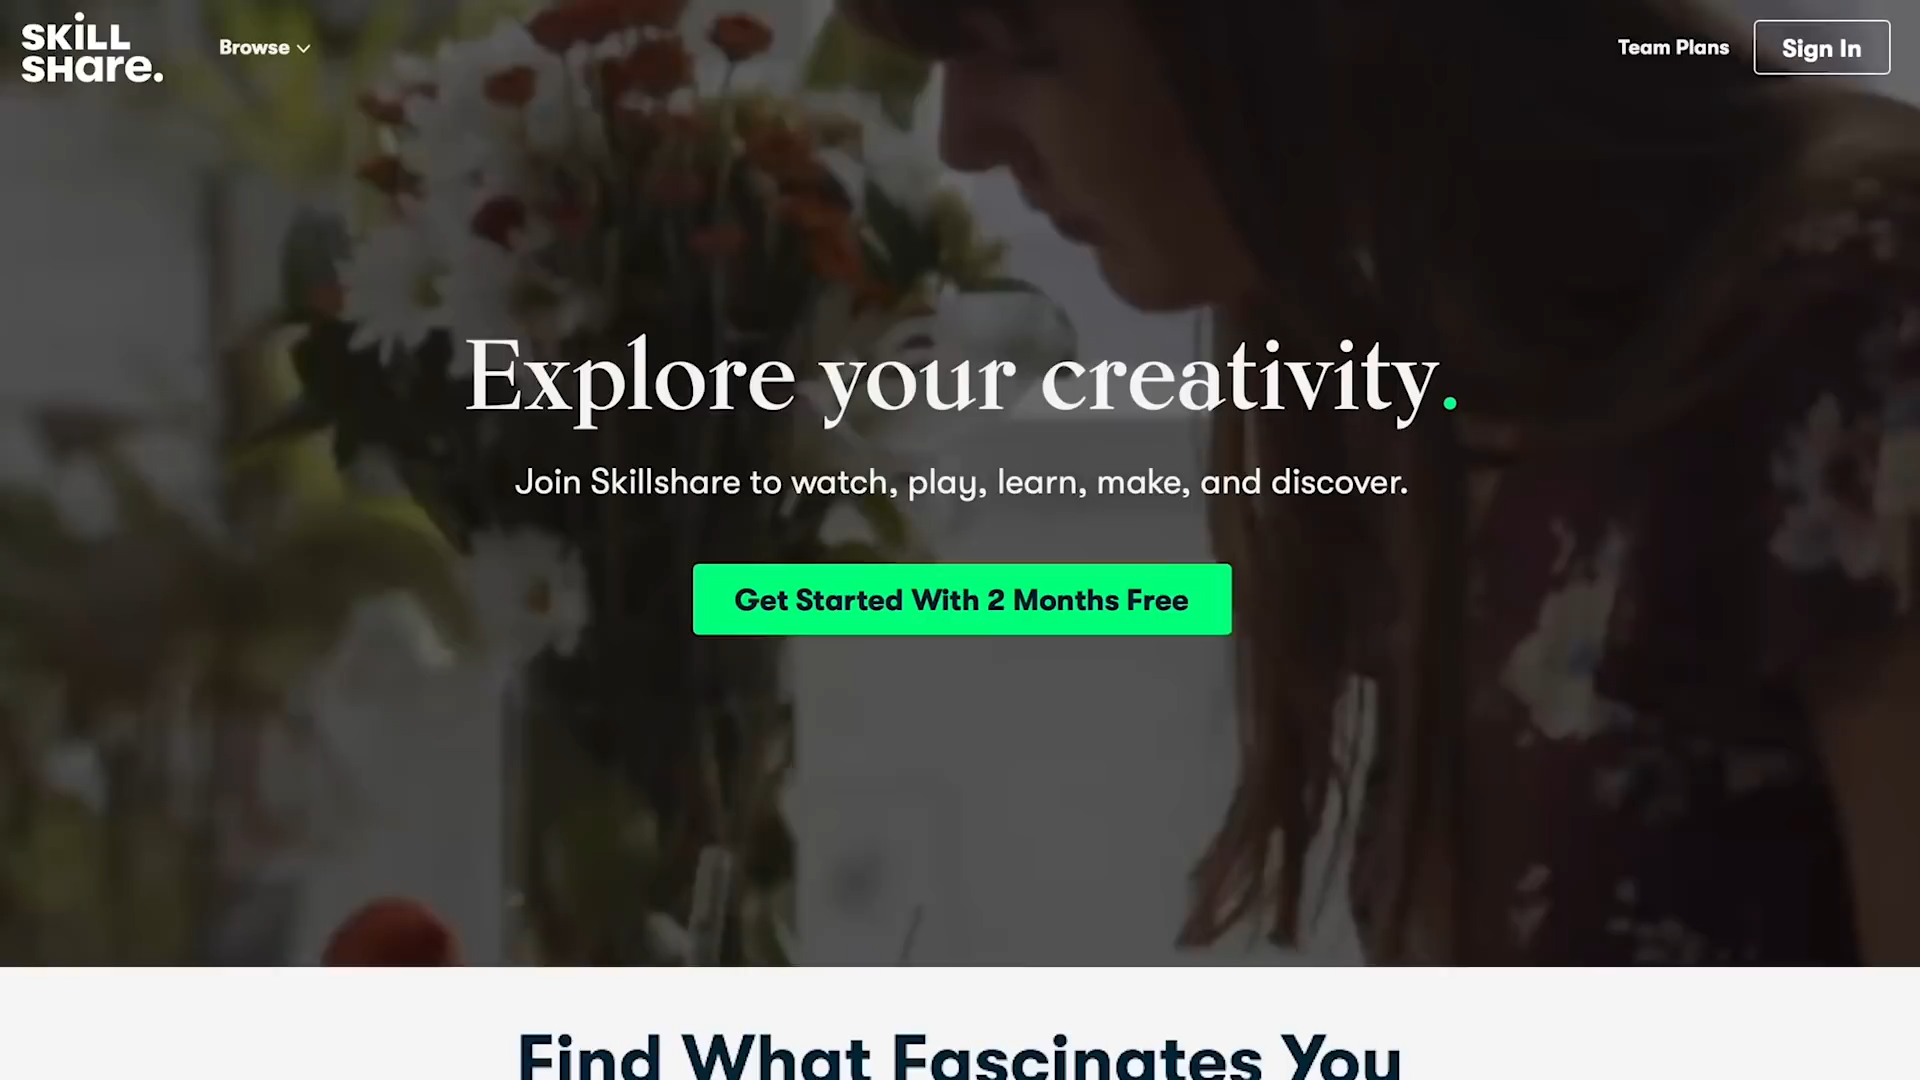 SKILL
SHare.
Browse
Team Plans
Sign In
Explore your creativity.
Join Skillshare to watch, play, learn, make, and discover.
Get Started With 2 Months Free
Find What Fascinates You